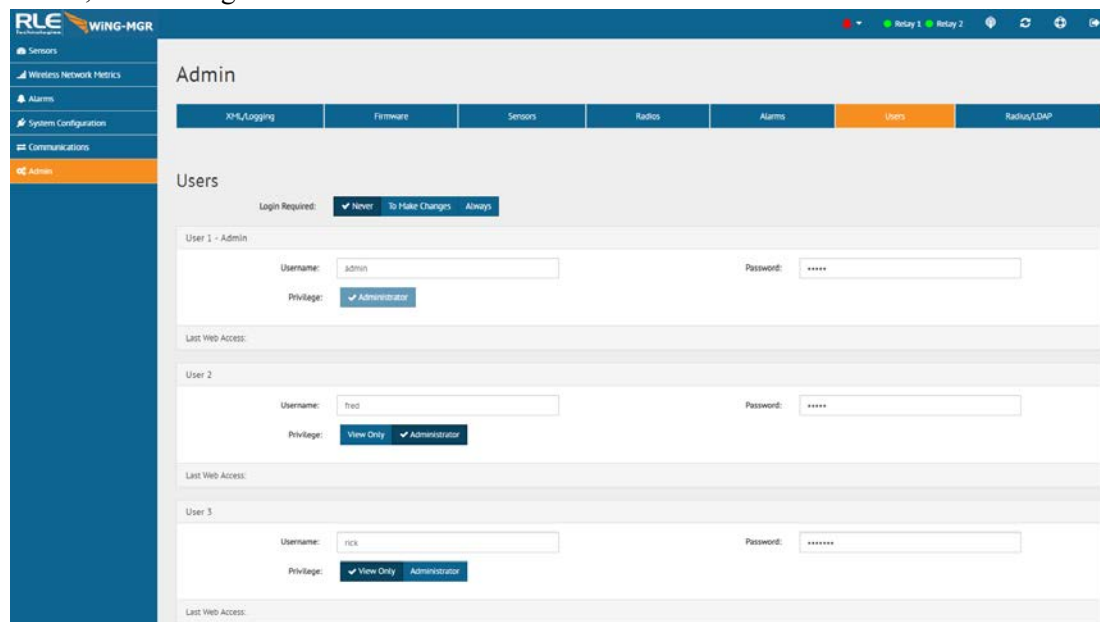 RLE WiNG-MGR
Technologies
Relay 1 Relay 2
Sensors
Wireless Network Metrics
Alarms
System Configuration
Communications
Admin
Admin
XML/Logging Firmware Sensors Radios Alarms Users Radius/LDAP
Users
Login Required: Never To Make Changes Always
User 1 - Admin
Username: admin Password: •••••
Privilege: Administrator
Last Web Access:
User 2
Username: fred Password: •••••
Privilege: View Only Administrator
Last Web Access:
User 3
Username: rick Password: •••••••
Privilege: View Only Administrator
Last Web Access: